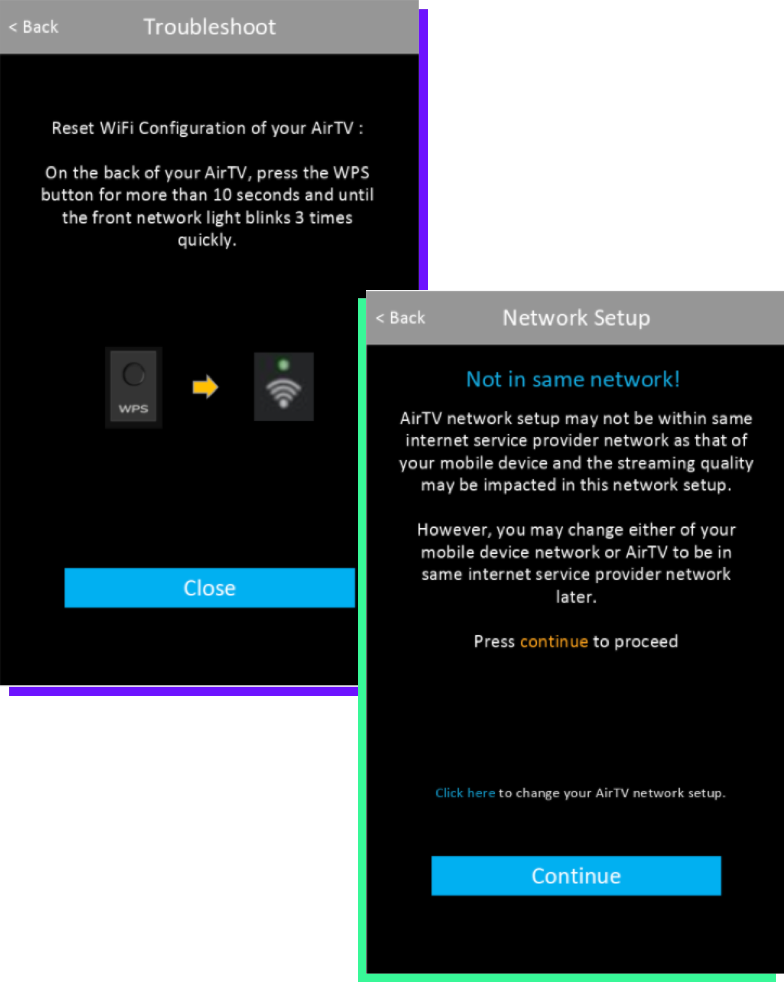 < Back
Troubleshoot
Reset WiFi Configuration of your AirTV :
On the back of your AirTV, press the WPS
button for more than 10 seconds and until
the front network light blinks 3 times
quickly.
WPS
Close
< Back
Network Setup
Not in same network!
AirTV network setup may not be within same
internet service provider network as that of
your mobile device and the streaming quality
may be impacted in this network setup.
However, you may change either of your
mobile device network or AirTV to be in
same internet service provider network
later.
Press continue to proceed
Click here to change your AirTV network setup.
Continue